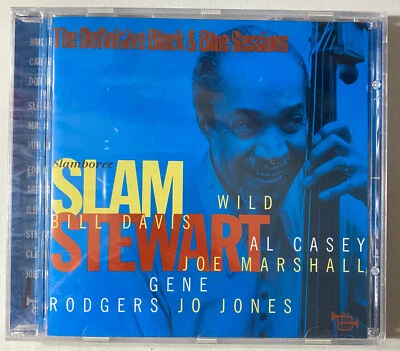 The Definitive Black & Blue Sessions
Slamboree
SLAM
WILD
BILL DAVIS
STEWART
AL CASEY
JOE MARSHALL
GENE
RODGERS JO JONES